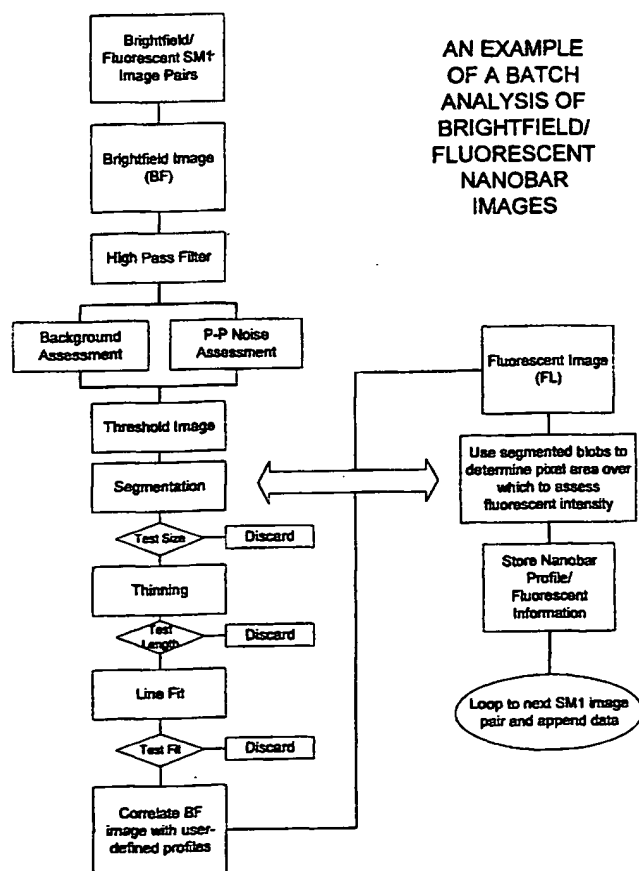 AN EXAMPLE
OF A BATCH
ANALYSIS OF
BRIGHTFIELD/
FLUORESCENT
NANOBAR
IMAGES
Brightfield/
Fluorescent SM1
Image Pairs
Brightfield Image
(BF)
High Pass Filter
Background
Assessment
P-P Noise
Assessment
Threshold Image
Segmentation
Test Size
Discard
Thinning
Test
Length
Discard
Line Fit
Test Fit
Discard
Correlate BF
image with user-
defined profiles
Fluorescent Image
(FL)
Use segmented blobs to
determine pixel area over
which to assess
fluorescent intensity
Store Nanobar
Profile/
Fluorescent
Information
Loop to next SM1 image
pair and append data